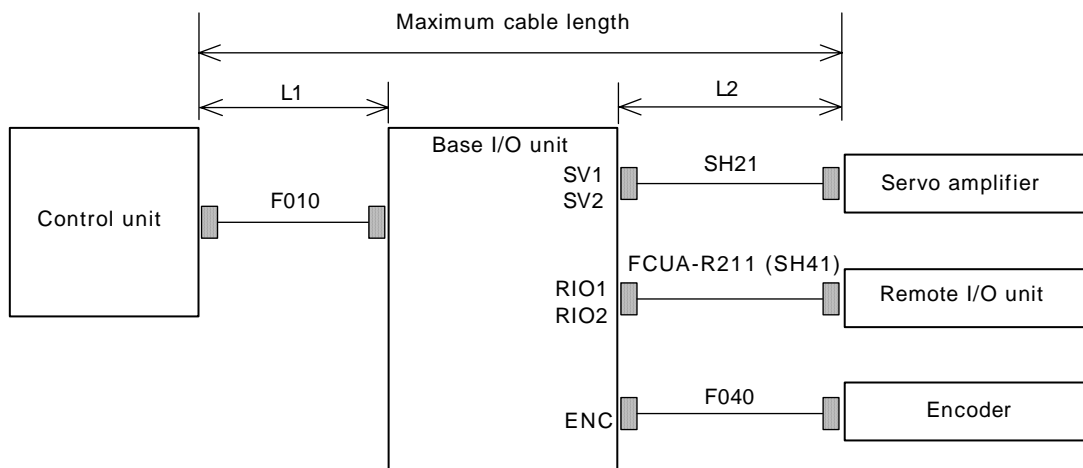 Maximum cable length
L1
L2
Control unit
F010
Base I/O unit
SV1
SV2
SH21
Servo amplifier
RIO1
RIO2
FCUA-R211 (SH41)
Remote I/O unit
ENC
F040
Encoder